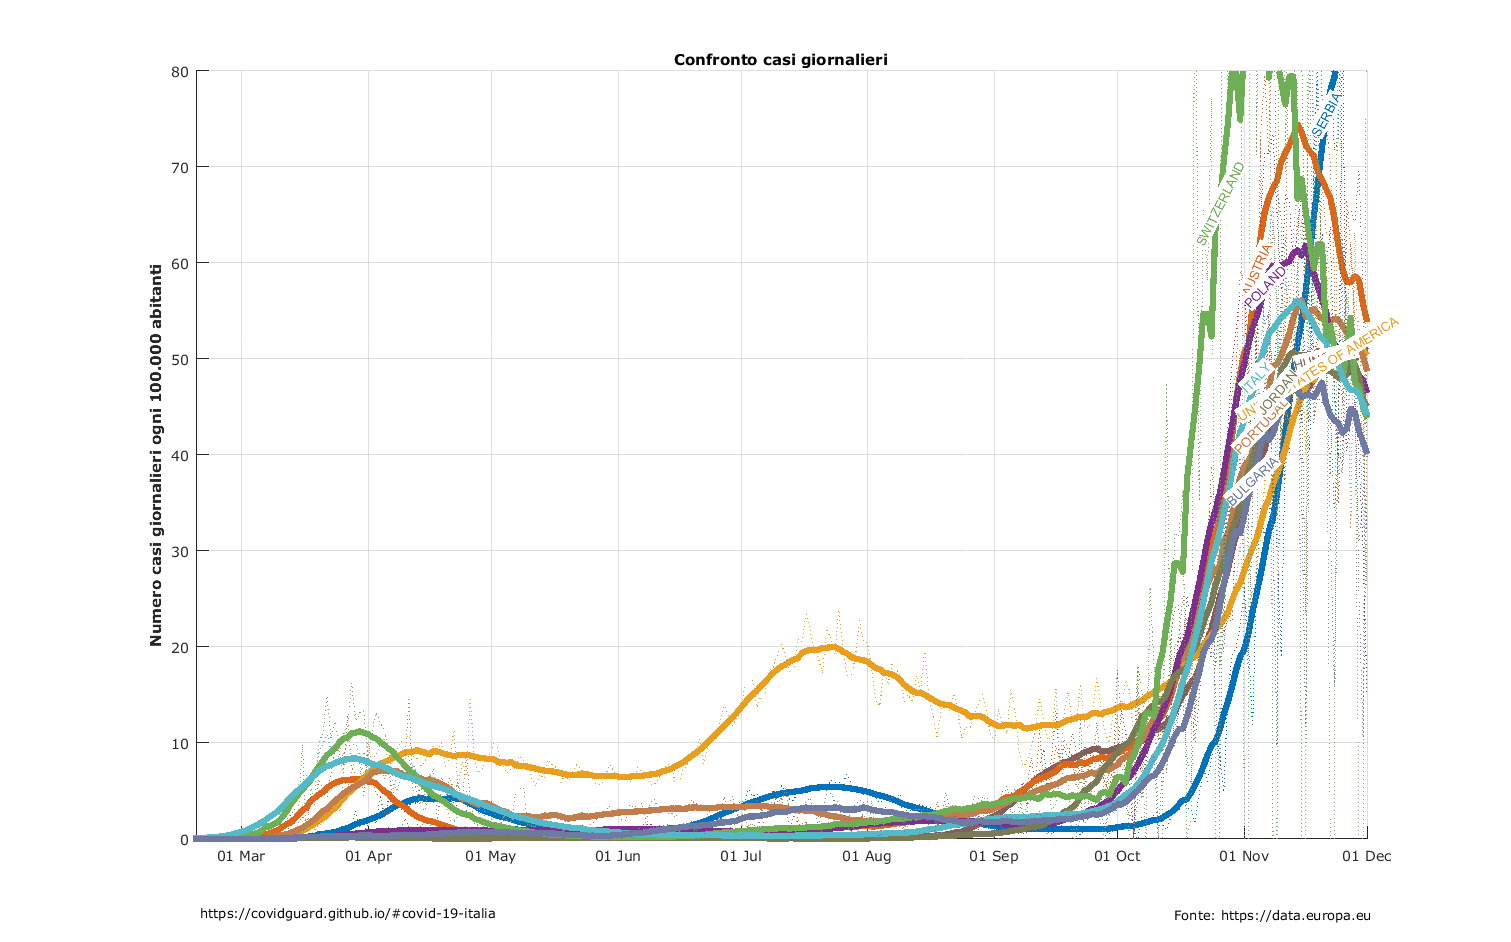 Confronto casi giornalieri
Numero casi giornalieri ogni 100.000 abitanti
80
70
60
50
40
30
20
10
0
SERBIA
SWITZERLAND
POLAND
ITALY
JORDAN
PORTUGAL
OF AMERICA
BULGARIA
01 Mar
01 Apr
01 May
01 Jun
01 Jul
01 Aug
01 Sep
01 Oct
01 Nov
01 Dec
https://covidguard.github.io/#covid-19-italia
Fonte: https://data.europa.eu